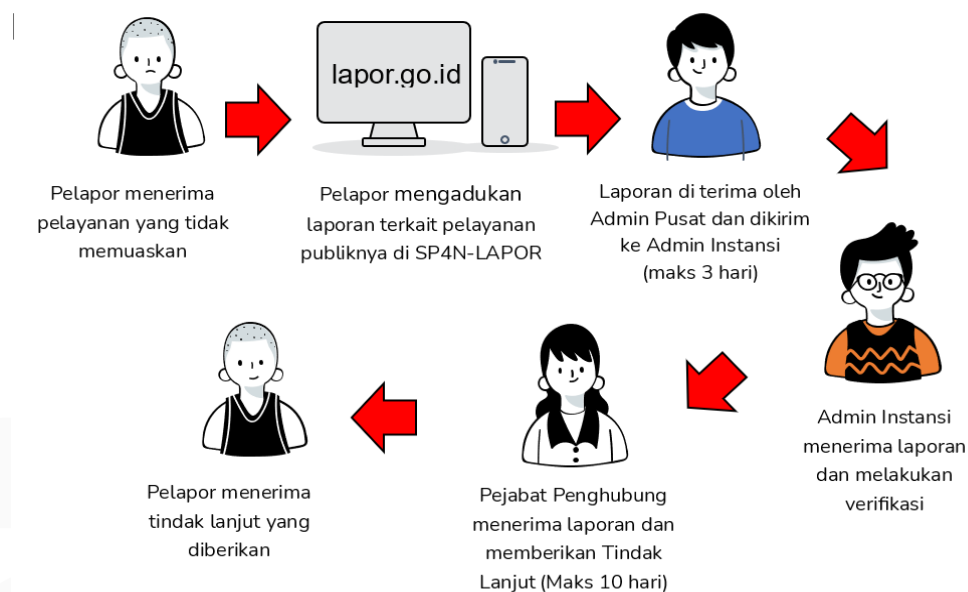 lapor.go.id
Pelapor menerima
pelayanan yang tidak
memuaskan
Pelapor mengadukan
laporan terkait pelayanan
publiknya di SP4N-LAPOR
Laporan di terima oleh
Admin Pusat dan dikirim
ke Admin Instansi
(maks 3 hari)
Admin Instansi
menerima laporan
dan melakukan
verifikasi
Pejabat Penghubung
menerima laporan dan
memberikan Tindak
Lanjut (Maks 10 hari)
Pelapor menerima
tindak lanjut yang
diberikan